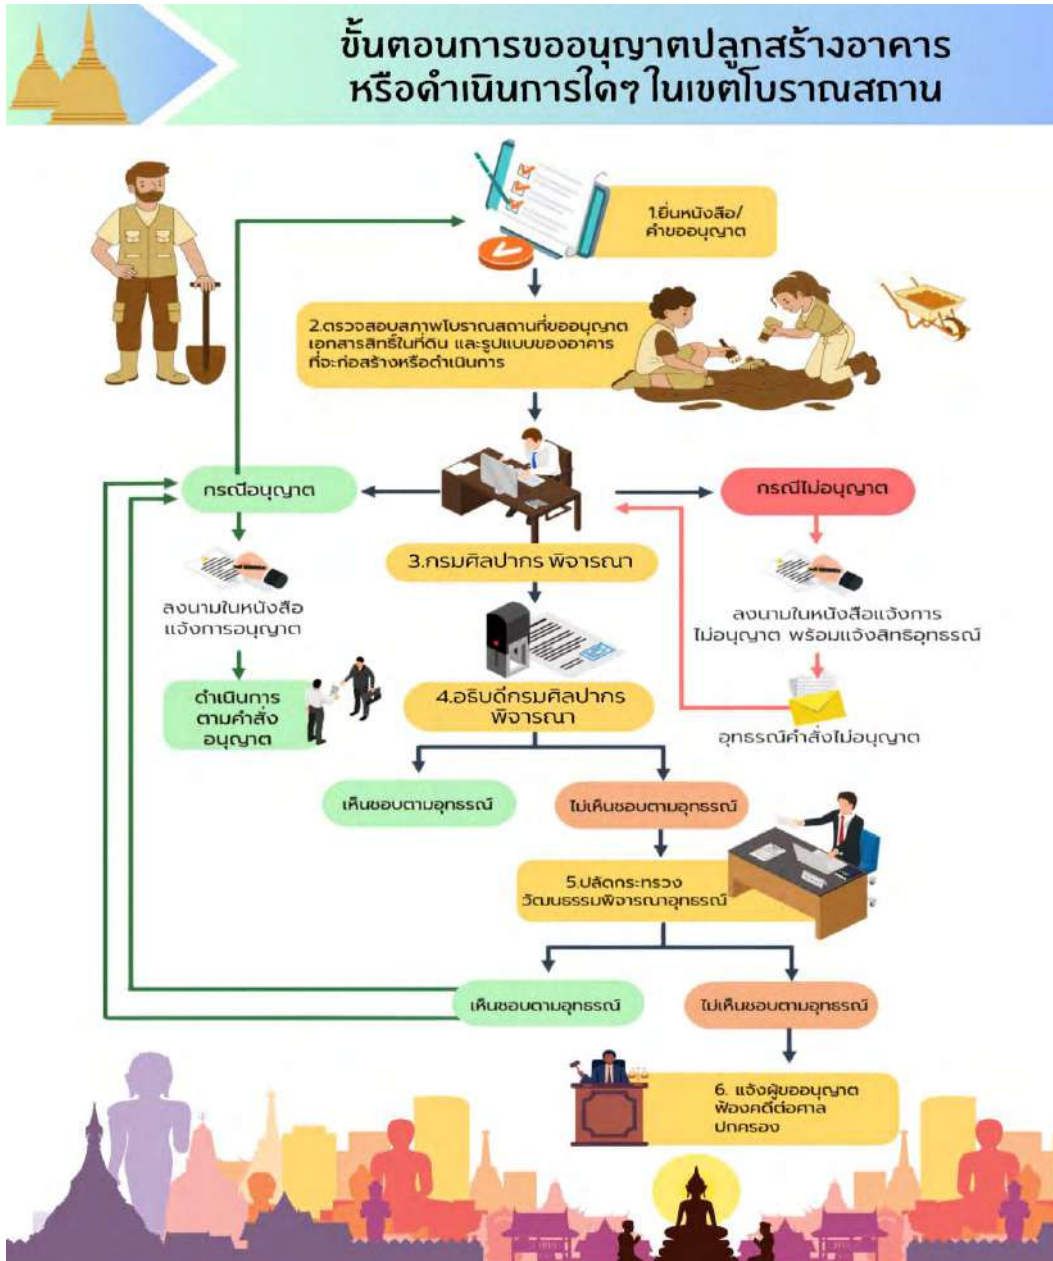 ขั้นตอนการขออนุญาตปลูกสร้างอาคาร
หรือดำเนินการใดๆ ในเขตโบราณสถาน
1.ยื่นหนังสือ/
คำขออนุญาต
2.ตรวจสอบสภาพโบราณสถานที่ขออนุญาต
เอกสารสิทธิ์ในที่ดิน และรูปแบบของอาคาร
ที่จะก่อสร้างหรือดำเนินการ
กรณีอนุญาต
กรณีไม่อนุญาต
3.กรมศิลปากร พิจารณา
ลงนามในหนังสือ
แจ้งการอนุญาต
ลงนามในหนังสือแจ้งการ
ไม่อนุญาต พร้อมแจ้งสิทธิอุทธรณ์
ดำเนินการ
ตามคำสั่ง
อนุญาต
4.อธิบดีกรมศิลปากร
พิจารณา
อุทธรณ์คำสั่งไม่อนุญาต
เห็นชอบตามอุทธรณ์
ไม่เห็นชอบตามอุทธรณ์
5.ปลัดกระทรวง
วัฒนธรรมพิจารณาอุทธรณ์
เห็นชอบตามอุทธรณ์
ไม่เห็นชอบตามอุทธรณ์
6. แจ้งผู้ขออนุญาต
ฟ้องคดีต่อศาล
ปกครอง